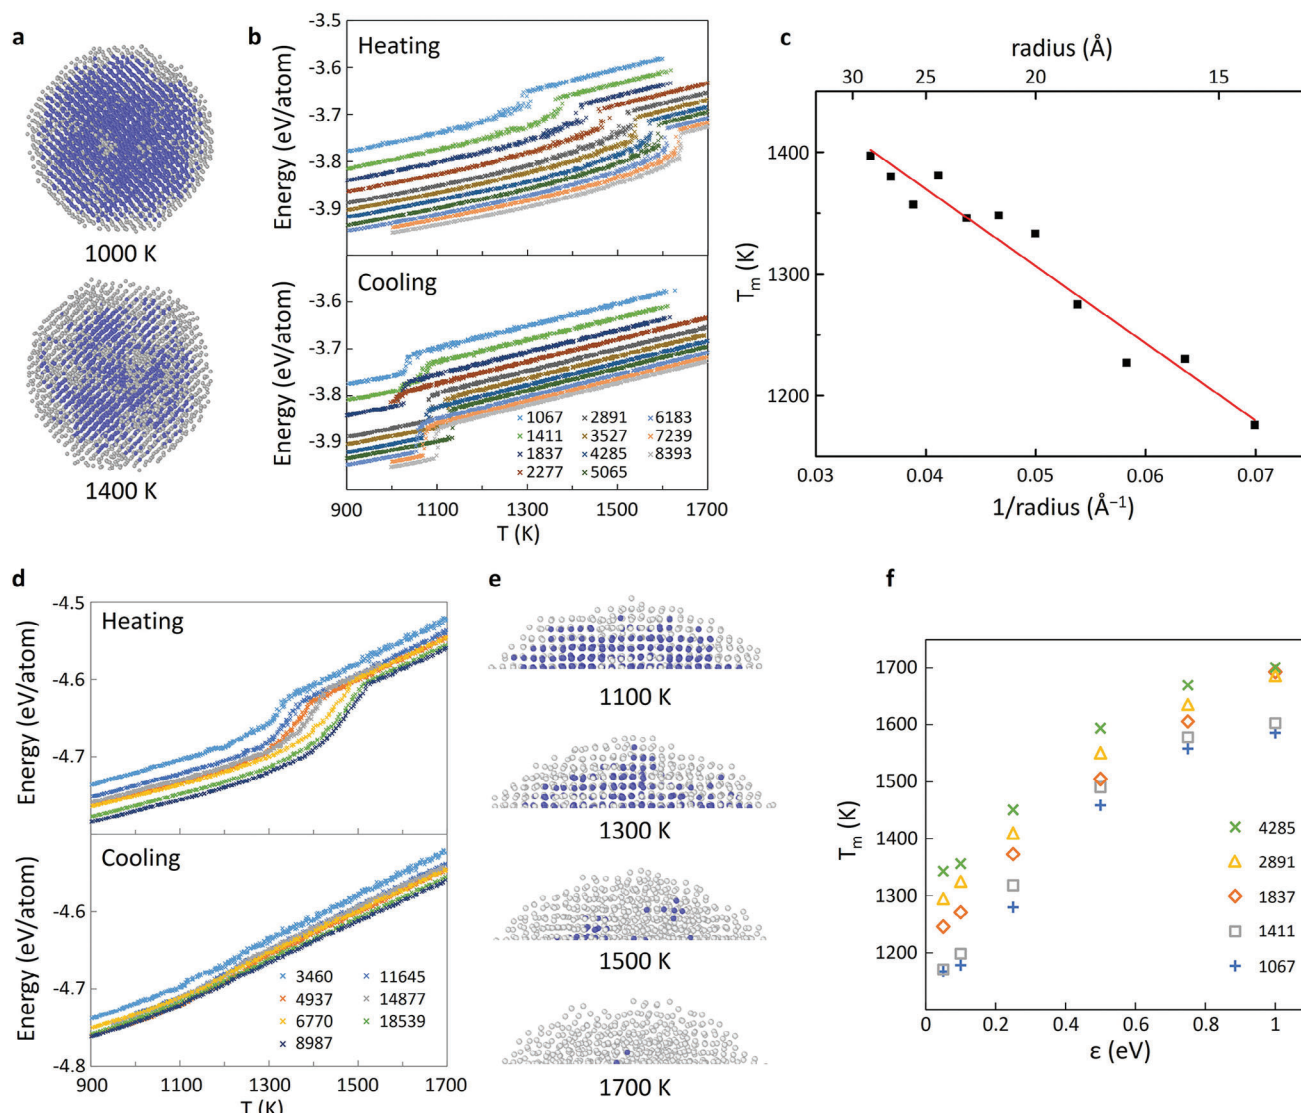 a
1000 K
1400 K
b
Heating
Energy (eV/atom)
-3.5
-3.6
-3.7
-3.8
-3.9
Cooling
Energy (eV/atom)
-3.6
-3.7
-3.8
-3.9
1067 2891 6183
1411 3527 7239
1837 4285 8393
2277 5065
900 1100 1300 1500 1700
T (K)
c
radius (Å)
30 25 20 15
Tm (K)
1400
1300
1200
0.03 0.04 0.05 0.06 0.07
1/radius (Å⁻¹)
d
Heating
Energy (eV/atom)
-4.5
-4.6
-4.7
Cooling
Energy (eV/atom)
-4.6
-4.7
-4.8
3460 11645
4937 14877
6770 18539
8987
900 1100 1300 1500 1700
T (K)
e
1100 K
1300 K
1500 K
1700 K
f
Tm (K)
1700
1600
1500
1400
1300
1200
4285
2891
1837
1411
1067
0 0.2 0.4 0.6 0.8 1
ε (eV)